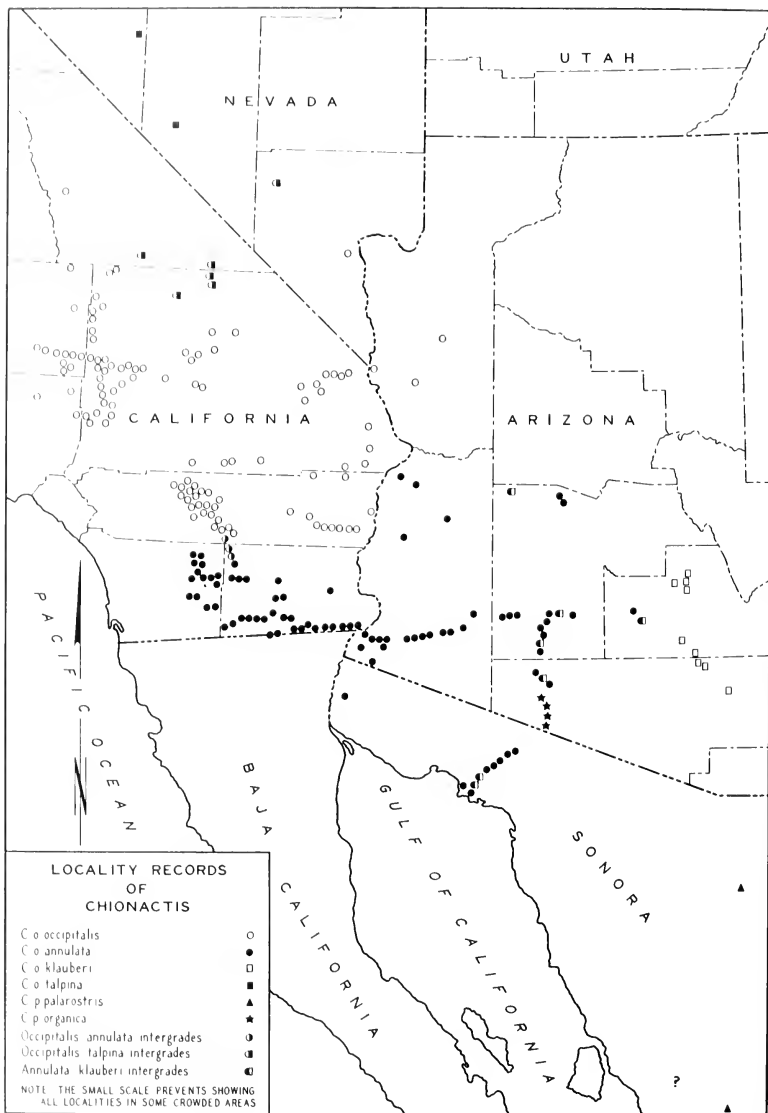 UTAH
NEVADA
CALIFORNIA
ARIZONA
PACIFIC OCEAN
N
BAJA CALIFORNIA
GULF OF CALIFORNIA
SONORA
?
LOCALITY RECORDS
OF
CHIONACTIS
C o occipitalis
C o annulata
C o klauberi
C o talpina
C p palarostris
C p organica
Occipitalis annulata intergrades
Occipitalis talpina intergrades
Annulata klauberi intergrades
NOTE THE SMALL SCALE PREVENTS SHOWING
ALL LOCALITIES IN SOME CROWDED AREAS